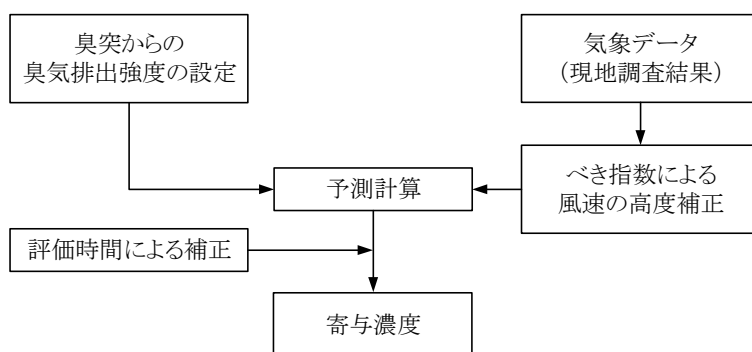 臭突からの
臭気排出強度の設定
気象データ
（現地調査結果）
べき指数による
風速の高度補正
予測計算
評価時間による補正
寄与濃度